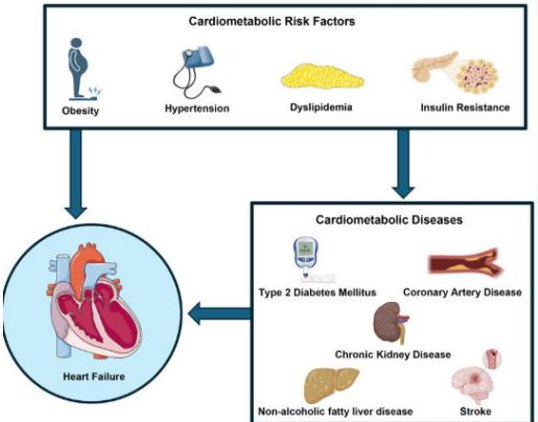 Cardiometabolic Risk Factors
Obesity
Hypertension
Dyslipidemia
Insulin Resistance
Cardiometabolic Diseases
Type 2 Diabetes Mellitus
Coronary Artery Disease
Chronic Kidney Disease
Non-alcoholic fatty liver disease
Stroke
Heart Failure